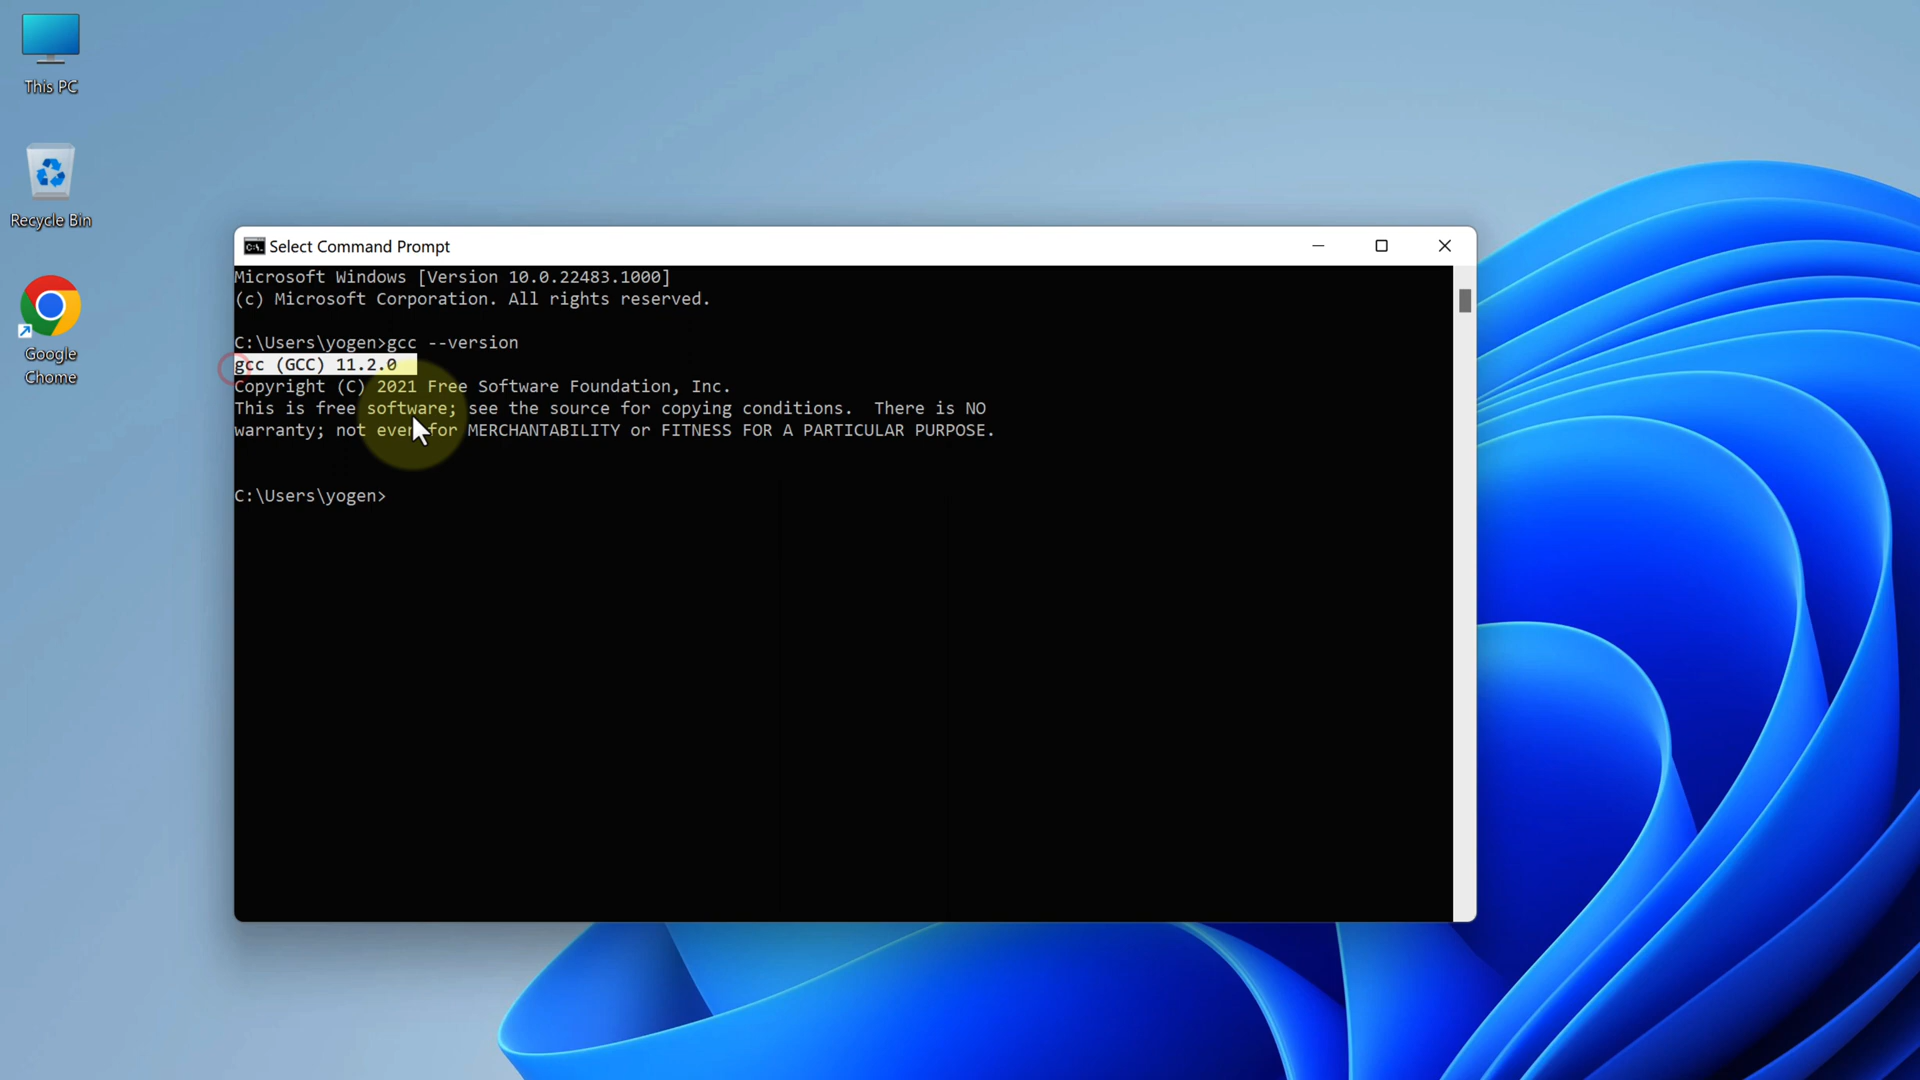 This PC
Recycle Bin
Google
Chome
Select Command Prompt
Microsoft Windows [Version 10.0.22483.1000]
(c) Microsoft Corporation. All rights reserved.
C:\Users\yogen>gcc --version
gcc (GCC) 11.2.0
Copyright (C) 2021 Free Software Foundation, Inc.
This is free software; see the source for copying conditions.  There is NO
warranty; not even for MERCHANTABILITY or FITNESS FOR A PARTICULAR PURPOSE.
C:\Users\yogen>